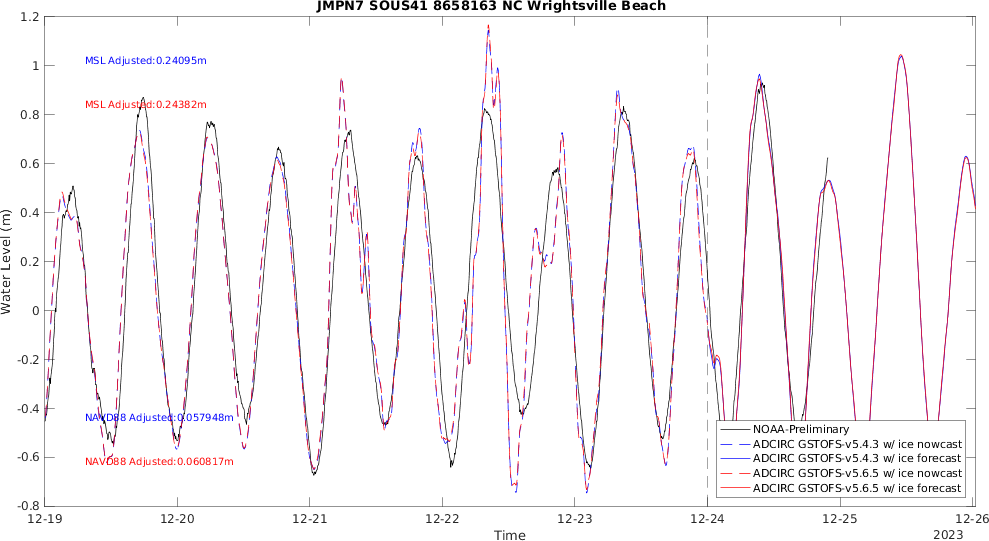 JMPN7 SOUS41 8658163 NC Wrightsville Beach
1.2
1
0.8
0.6
0.4
0.2
0
-0.2
-0.4
-0.6
-0.8
Water Level (m)
MSL Adjusted:0.24095m
MSL Adjusted:0.24382m
NAVD88 Adjusted:0.057948m
NAVD88 Adjusted:0.060817m
NOAA-Preliminary
ADCIRC GSTOFS-v5.4.3 w/ ice nowcast
ADCIRC GSTOFS-v5.4.3 w/ ice forecast
ADCIRC GSTOFS-v5.6.5 w/ ice nowcast
ADCIRC GSTOFS-v5.6.5 w/ ice forecast
12-19 12-20 12-21 12-22 12-23 12-24 12-25 12-26
Time
2023